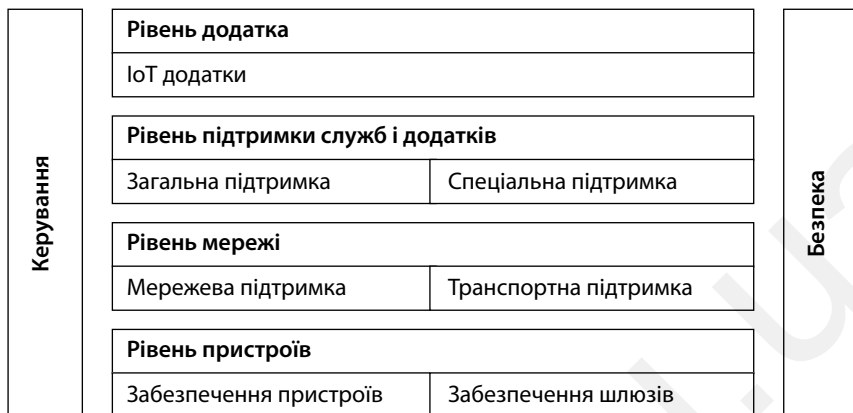 Керування
Рівень додатка
IoT додатки
Рівень підтримки служб і додатків
Загальна підтримка Спеціальна підтримка
Рівень мережі
Мережева підтримка Транспортна підтримка
Рівень пристроїв
Забезпечення пристроїв Забезпечення шлюзів
Безпека